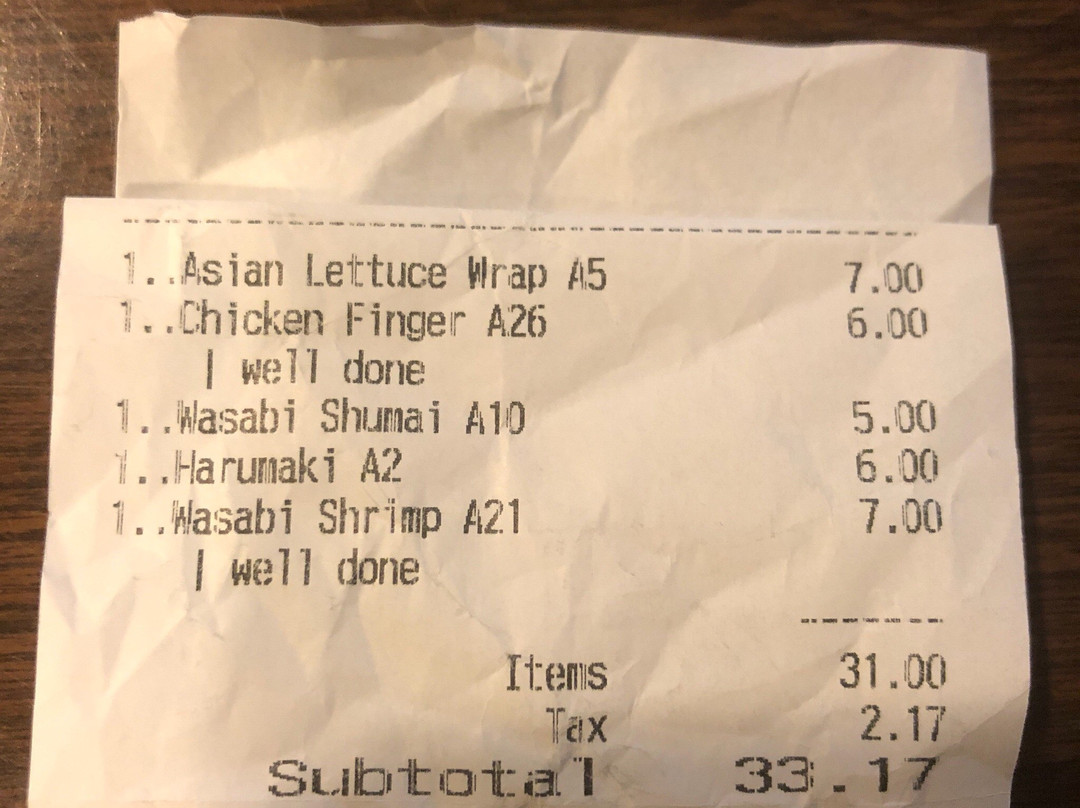 1..Asian Lettuce Wrap A5 7.00
1..Chicken Finger A26 6.00
| well done
1..Wasabi Shumai A10 5.00
1..Harumaki A2 6.00
1..Wasabi Shrimp A21 7.00
| well done
Items 31.00
Tax 2.17
Subtotal 33.17